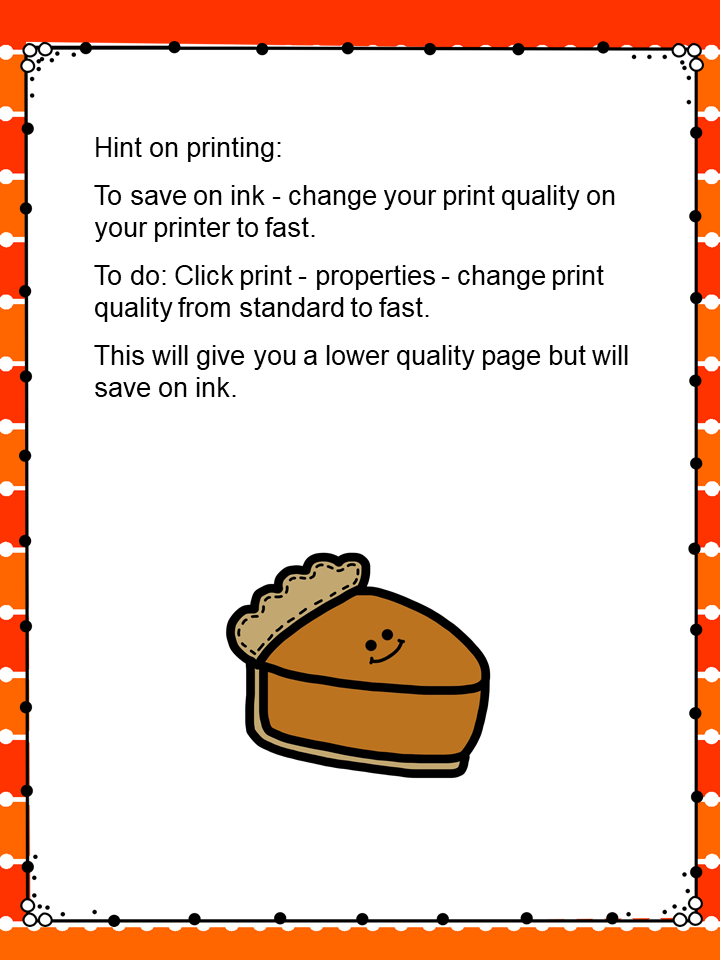 Hint on printing:
To save on ink - change your print quality on
your printer to fast.
To do: Click print - properties - change print
quality from standard to fast.
This will give you a lower quality page but will
save on ink.